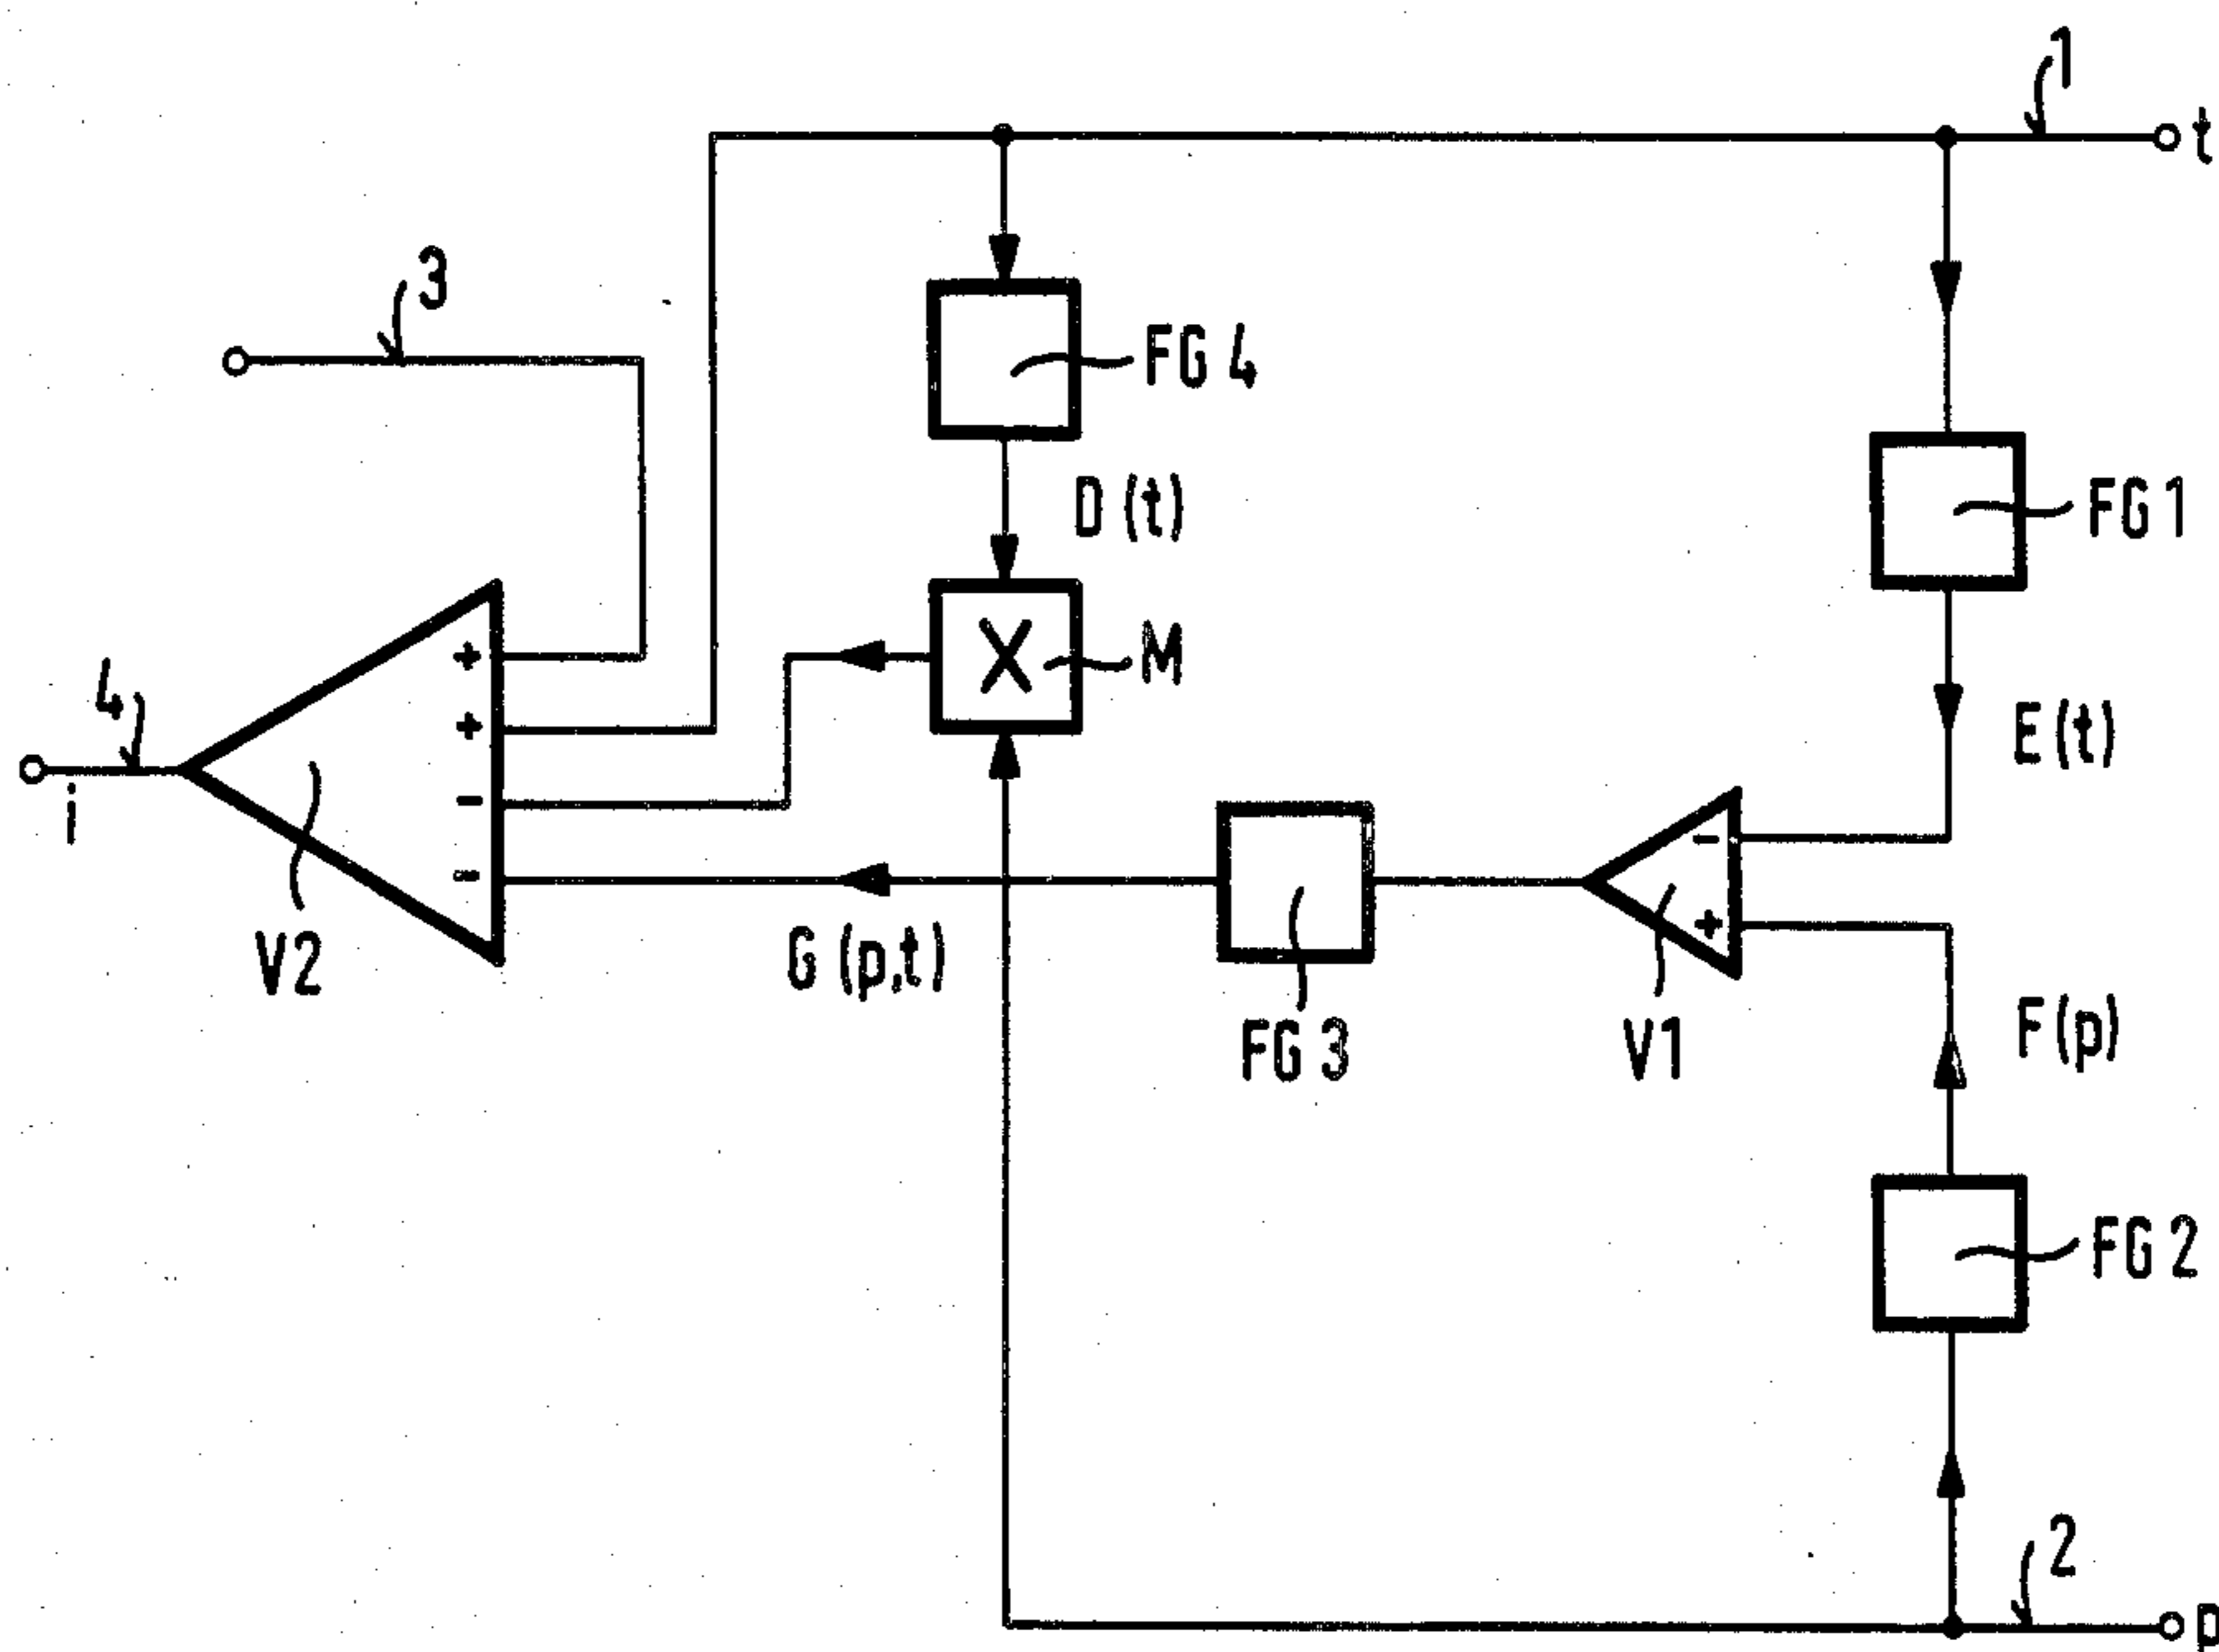 1
t
3
FG 4
D (t)
FG 1
X
M
+
+
-
-
4
i
E (t)
-
+
V2
G (p,t)
FG 3
V1
F (p)
FG 2
2
p